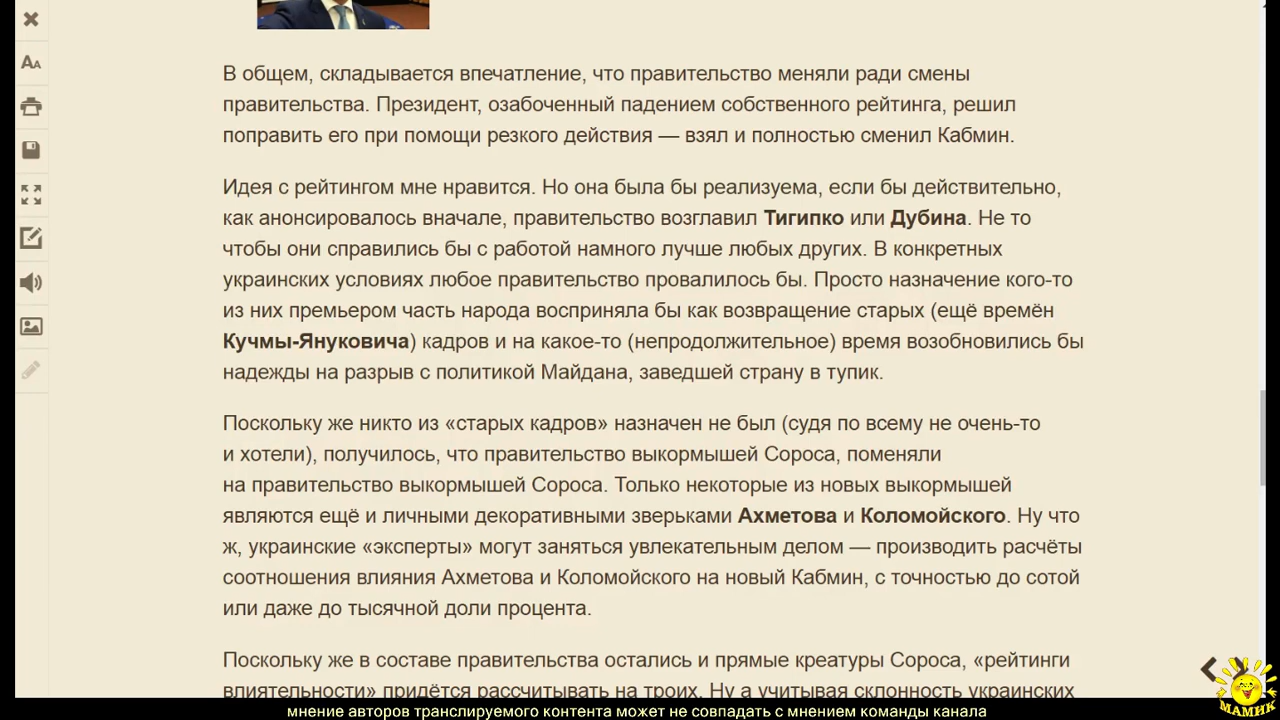 В общем, складывается впечатление, что правительство меняли ради смены
правительства. Президент, озабоченный падением собственного рейтинга, решил
поправить его при помощи резкого действия — взял и полностью сменил Кабмин.
Идея с рейтингом мне нравится. Но она была бы реализуема, если бы действительно,
как анонсировалось вначале, правительство возглавил Тигипко или Дубина. Не то
чтобы они справились бы с работой намного лучше любых других. В конкретных
украинских условиях любое правительство провалилось бы. Просто назначение кого-то
из них премьером часть народа восприняла бы как возвращение старых (ещё времён
Кучмы-Януковича) кадров и на какое-то (непродолжительное) время возобновились бы
надежды на разрыв с политикой Майдана, заведшей страну в тупик.
Поскольку же никто из «старых кадров» назначен не был (судя по всему не очень-то
и хотели), получилось, что правительство выкормышей Сороса, поменяли
на правительство выкормышей Сороса. Только некоторые из новых выкормышей
являются ещё и личными декоративными зверьками Ахметова и Коломойского. Ну что
ж, украинские «эксперты» могут заняться увлекательным делом — производить расчёты
соотношения влияния Ахметова и Коломойского на новый Кабмин, с точностью до сотой
или даже до тысячной доли процента.
Поскольку же в составе правительства остались и прямые креатуры Сороса, «рейтинги
влиятельности» придётся рассчитывать на троих. Ну а учитывая склонность украинских
МАМИК
мнение авторов транслируемого контента может не совпадать с мнением команды канала